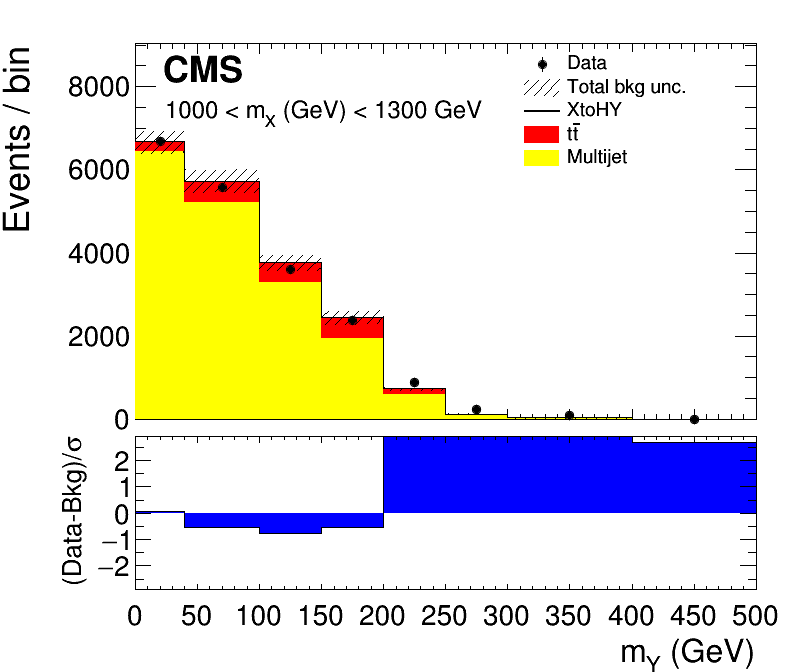 Events / bin
8000
6000
4000
2000
0
CMS
1000 < mX (GeV) < 1300 GeV
Data
Total bkg unc.
XtoHY
tt̄
Multijet
(Data-Bkg)/σ
2
1
0
−1
−2
0 50 100 150 200 250 300 350 400 450 500
mY (GeV)